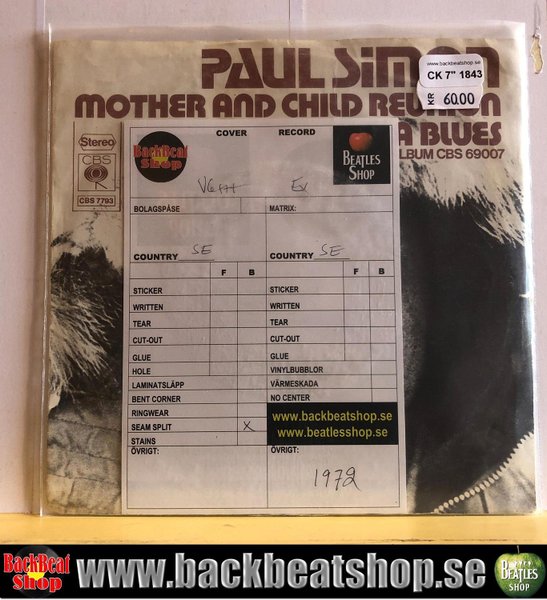 PAUL SIMON
MOTHER AND CHILD REUNION
A BLUES
ALBUM CBS 69007
Stereo
CBS
CBS 7793
www.backbeatshop.se
CK 7" 1843
KR 60.00
COVER RECORD
BackBeat Shop
BEATLES SHOP
VG+++ EX
BOLAGSPÅSE MATRIX:
COUNTRY SE COUNTRY SE
F B F B
STICKER STICKER
WRITTEN WRITTEN
TEAR TEAR
CUT-OUT CUT-OUT
GLUE GLUE
HOLE VINYLBUBBLOR
LAMINATSLÄPP VÄRMESKADA
BENT CORNER NO CENTER
RINGWEAR
SEAM SPLIT X
STAINS
www.backbeatshop.se
www.beatlesshop.se
ÖVRIGT: ÖVRIGT:
1972
BackBeat Shop www.backbeatshop.se BEATLES SHOP